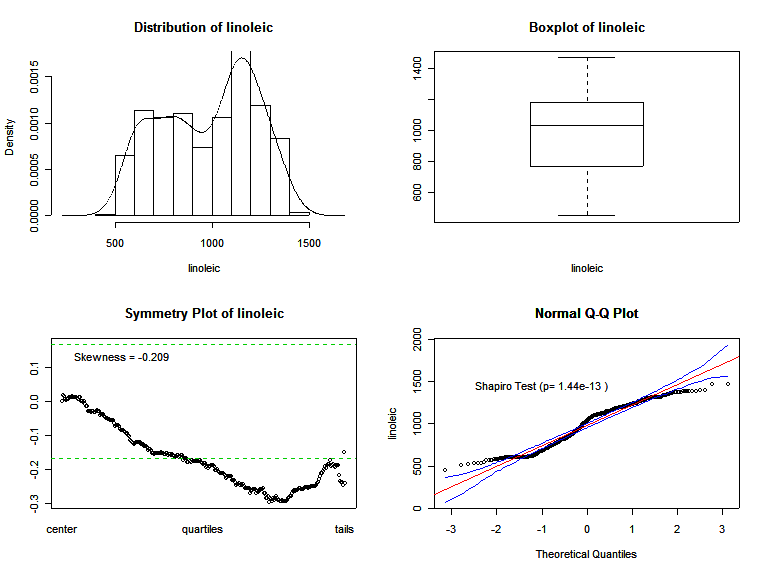 Distribution of linoleic
Density
0.0000 0.0005 0.0010 0.0015
500 1000 1500
linoleic
Boxplot of linoleic
600 800 1000 1400
linoleic
Symmetry Plot of linoleic
Skewness = -0.209
-0.3 -0.2 -0.1 0.0 0.1
center quartiles tails
Normal Q-Q Plot
Shapiro Test (p= 1.44e-13 )
linoleic
0 500 1000 1500 2000
-3 -2 -1 0 1 2 3
Theoretical Quantiles